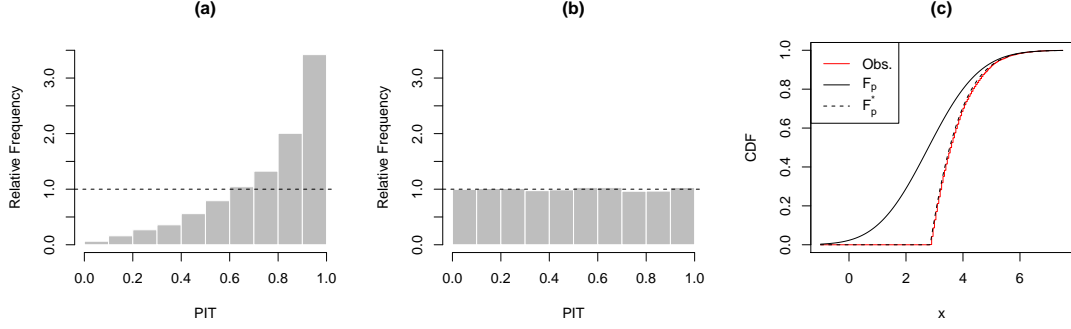 (a)
Relative Frequency
0.0 1.0 2.0 3.0
0.0 0.2 0.4 0.6 0.8 1.0
PIT
(b)
Relative Frequency
0.0 1.0 2.0 3.0
0.0 0.2 0.4 0.6 0.8 1.0
PIT
(c)
CDF
0.0 0.2 0.4 0.6 0.8 1.0
Obs.
Fp
Fp*
0 2 4 6
x